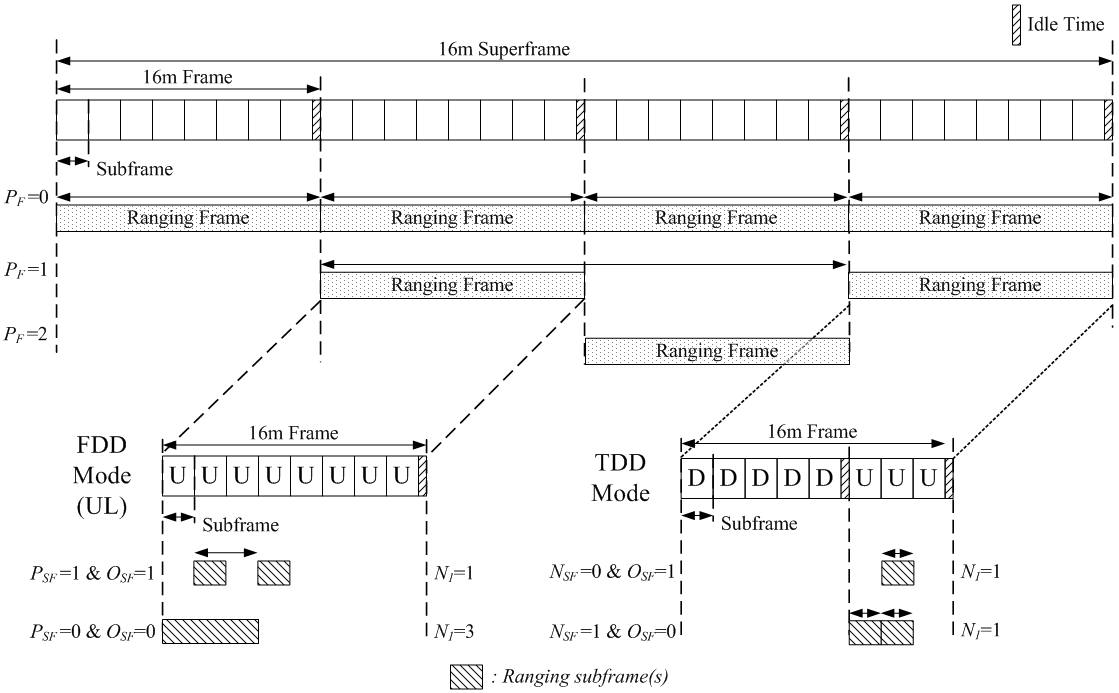 Idle Time
16m Superframe
16m Frame
Subframe
P_F=0
Ranging Frame Ranging Frame Ranging Frame Ranging Frame
P_F=1
Ranging Frame Ranging Frame
P_F=2
Ranging Frame
FDD
Mode
(UL)
16m Frame
U U U U U U U U
Subframe
P_SF=1 & O_SF=1
N_I=1
P_SF=0 & O_SF=0
N_I=3
TDD
Mode
16m Frame
D D D D D U U U
Subframe
N_SF=0 & O_SF=1
N_I=1
N_SF=1 & O_SF=0
N_I=1
: Ranging subframe(s)